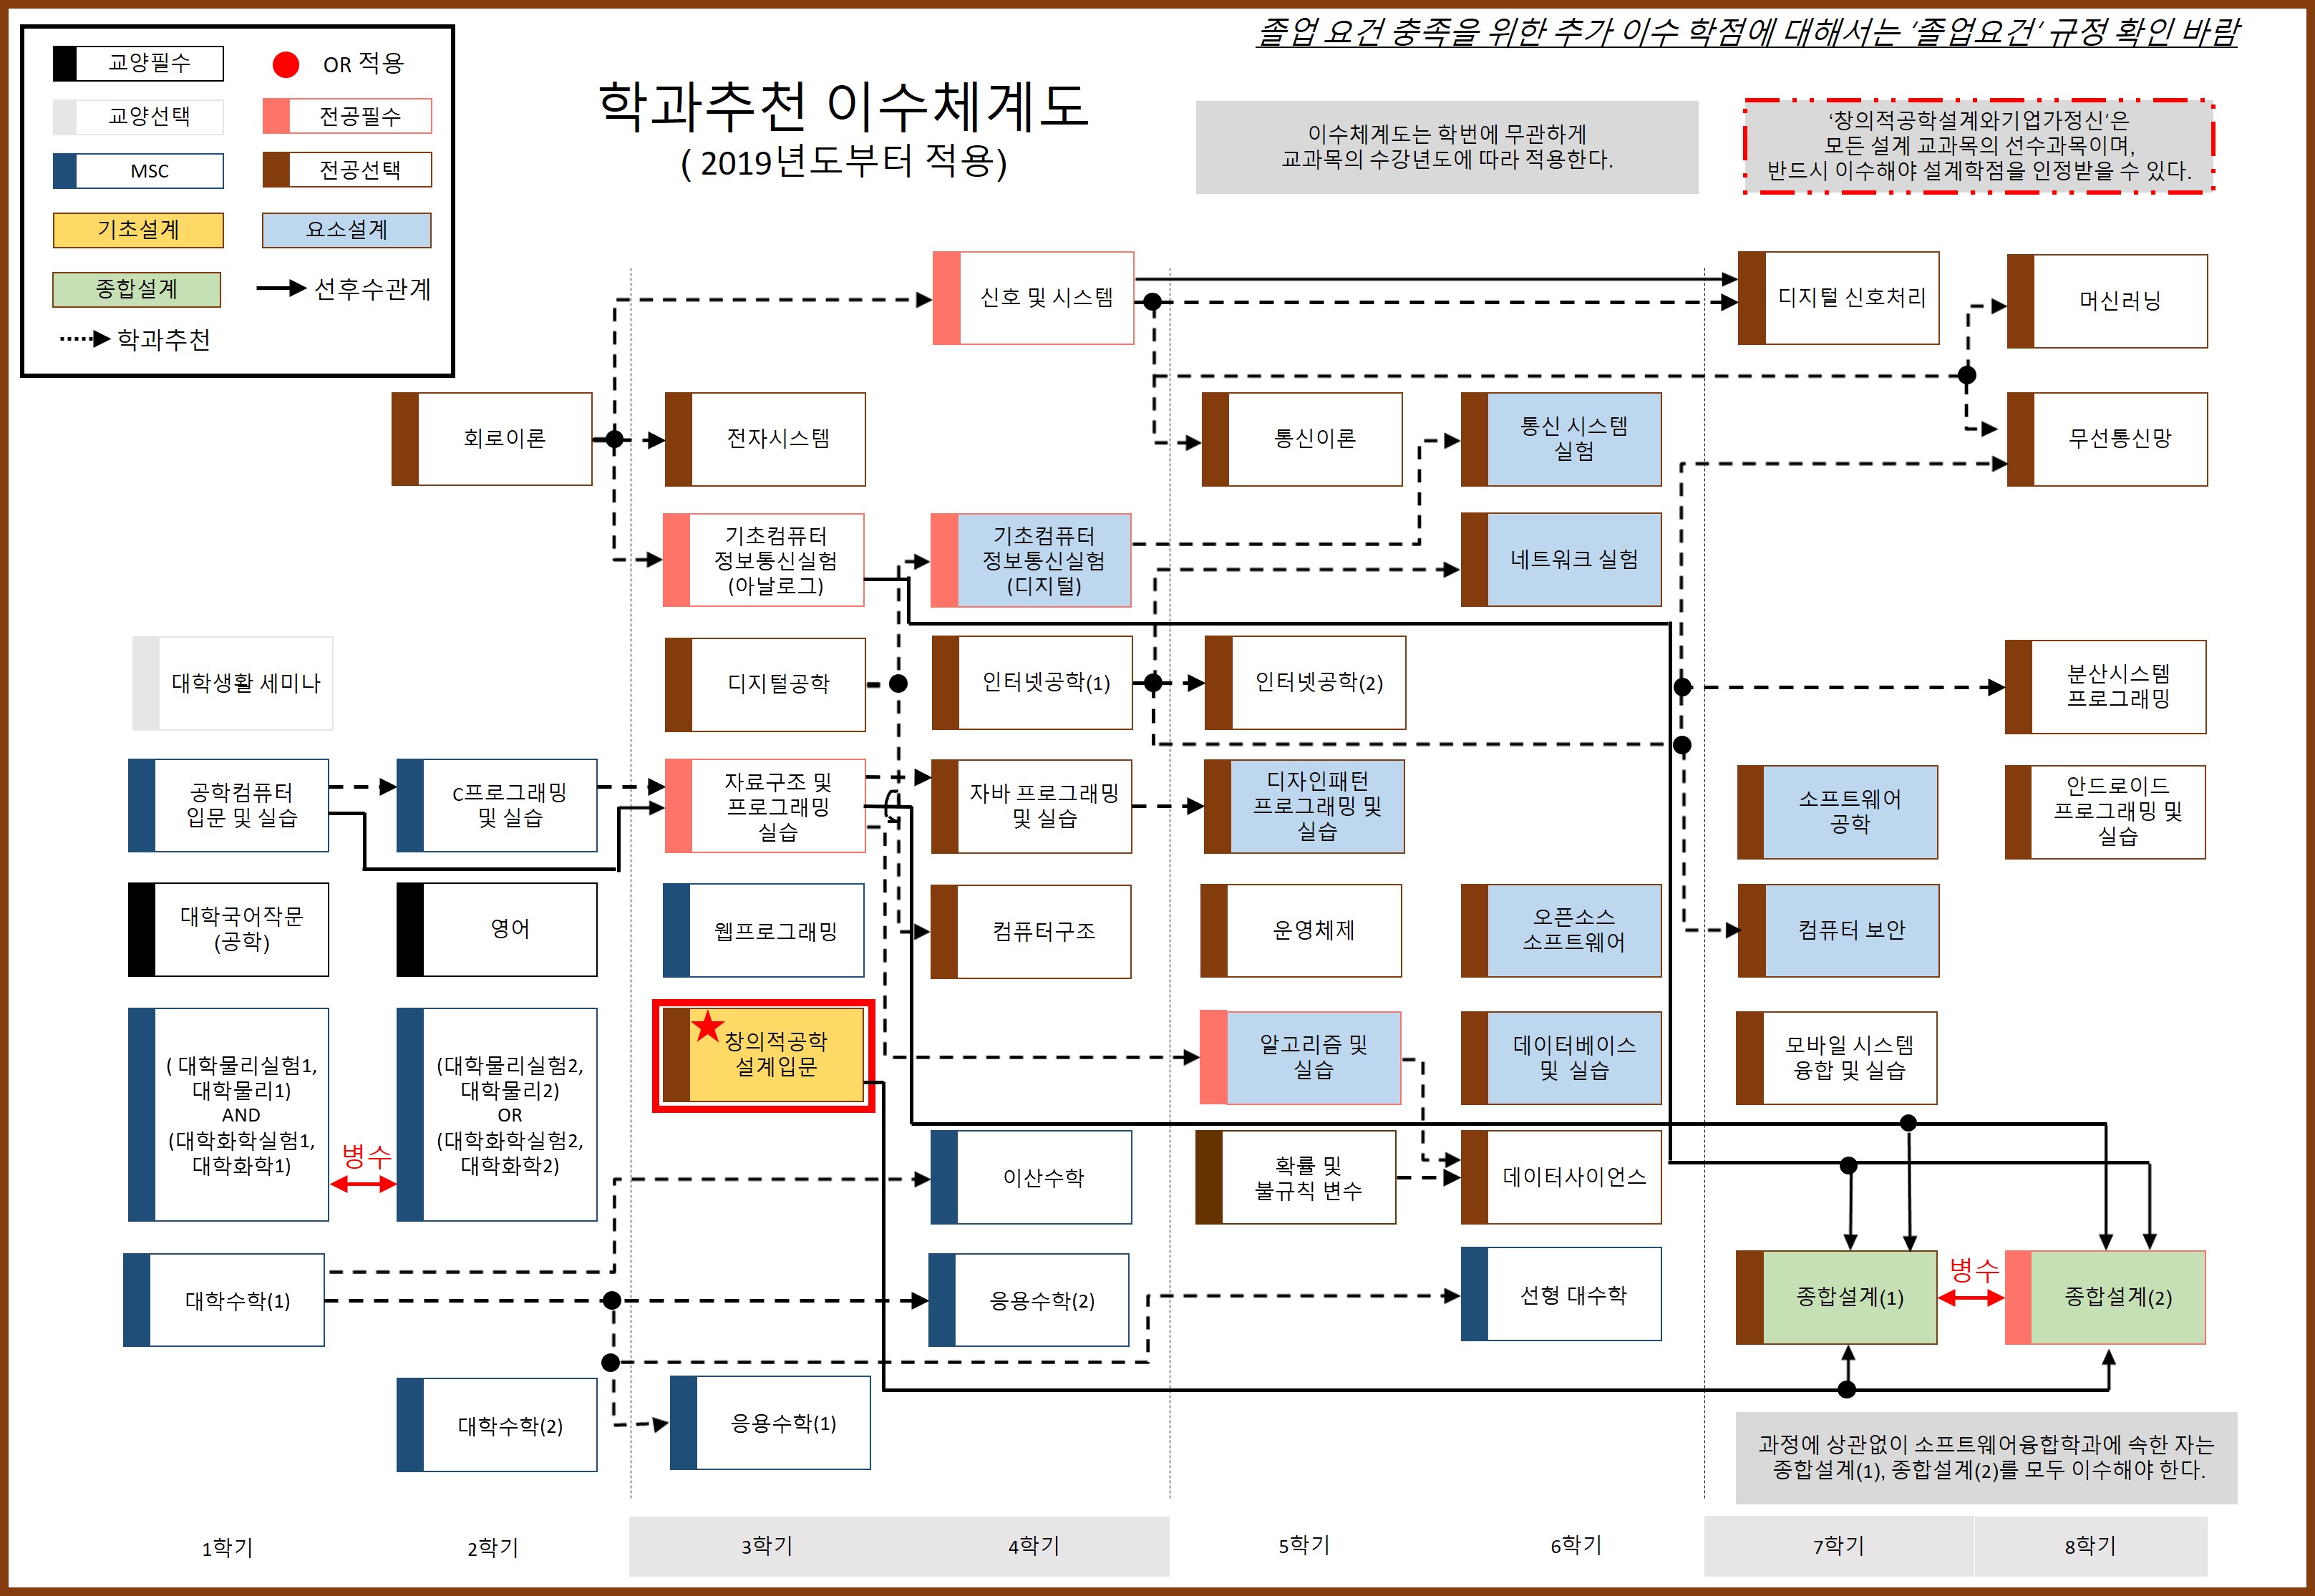 졸업 요건 충족을 위한 추가 이수 학점에 대해서는 ‘졸업요건’ 규정 확인 바람
교양필수
OR 적용
교양선택
전공필수
MSC
전공선택
기초설계
요소설계
종합설계
선후수관계
학과추천
학과추천 이수체계도
( 2019년도부터 적용)
이수체계도는 학번에 무관하게
교과목의 수강년도에 따라 적용한다.
‘창의적공학설계와기업가정신’은
모든 설계 교과목의 선수과목이며,
반드시 이수해야 설계학점을 인정받을 수 있다.
신호 및 시스템
디지털 신호처리
머신러닝
회로이론
전자시스템
통신이론
통신 시스템
실험
무선통신망
기초컴퓨터
정보통신실험
(아날로그)
기초컴퓨터
정보통신실험
(디지털)
네트워크 실험
대학생활 세미나
디지털공학
인터넷공학(1)
인터넷공학(2)
분산시스템
프로그래밍
공학컴퓨터
입문 및 실습
C프로그래밍
및 실습
자료구조 및
프로그래밍
실습
자바 프로그래밍
및 실습
디자인패턴
프로그래밍 및
실습
소프트웨어
공학
안드로이드
프로그래밍 및
실습
대학국어작문
(공학)
영어
웹프로그래밍
컴퓨터구조
운영체제
오픈소스
소프트웨어
컴퓨터 보안
( 대학물리실험1,
대학물리1)
AND
(대학화학실험1,
대학화학1)
병수
(대학물리실험2,
대학물리2)
OR
(대학화학실험2,
대학화학2)
창의적공학
설계입문
알고리즘 및
실습
데이터베이스
및 실습
모바일 시스템
융합 및 실습
이산수학
확률 및
불규칙 변수
데이터사이언스
대학수학(1)
응용수학(2)
선형 대수학
종합설계(1)
병수
종합설계(2)
대학수학(2)
응용수학(1)
과정에 상관없이 소프트웨어융합학과에 속한 자는
종합설계(1), 종합설계(2)를 모두 이수해야 한다.
1학기
2학기
3학기
4학기
5학기
6학기
7학기
8학기